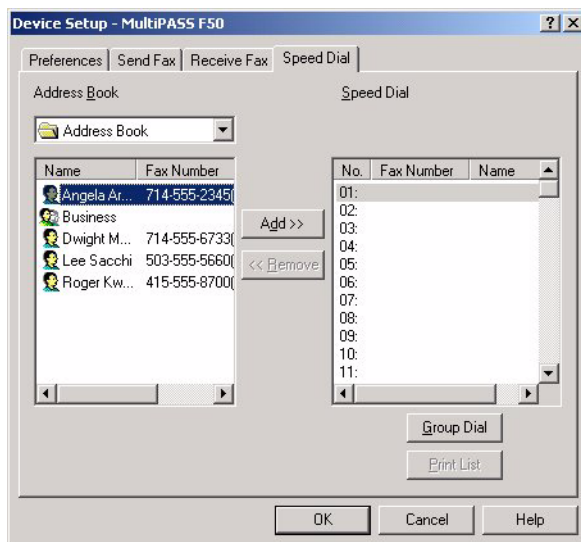 Device Setup - MultiPASS F50
Preferences Send Fax Receive Fax Speed Dial
Address Book Speed Dial
Address Book
Name Fax Number No. Fax Number Name
Angela Ar... 714-555-2345( 01:
Business 02:
Dwight M... 714-555-6733( 03:
Lee Sacchi 503-555-5660( 04:
Roger Kw... 415-555-8700( 05:
06:
07:
08:
09:
10:
11:
Add >>
<< Remove
Group Dial
Print List
OK Cancel Help